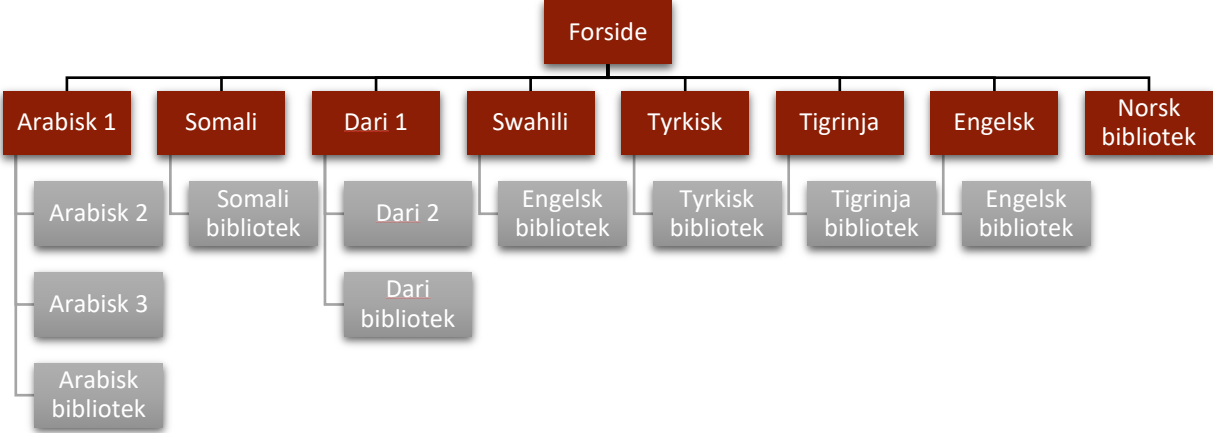 Forside
Arabisk 1
Somali
Dari 1
Swahili
Tyrkisk
Tigrinja
Engelsk
Norsk
bibliotek
Arabisk 2
Somali
bibliotek
Dari 2
Engelsk
bibliotek
Tyrkisk
bibliotek
Tigrinja
bibliotek
Engelsk
bibliotek
Arabisk 3
Dari
bibliotek
Arabisk
bibliotek